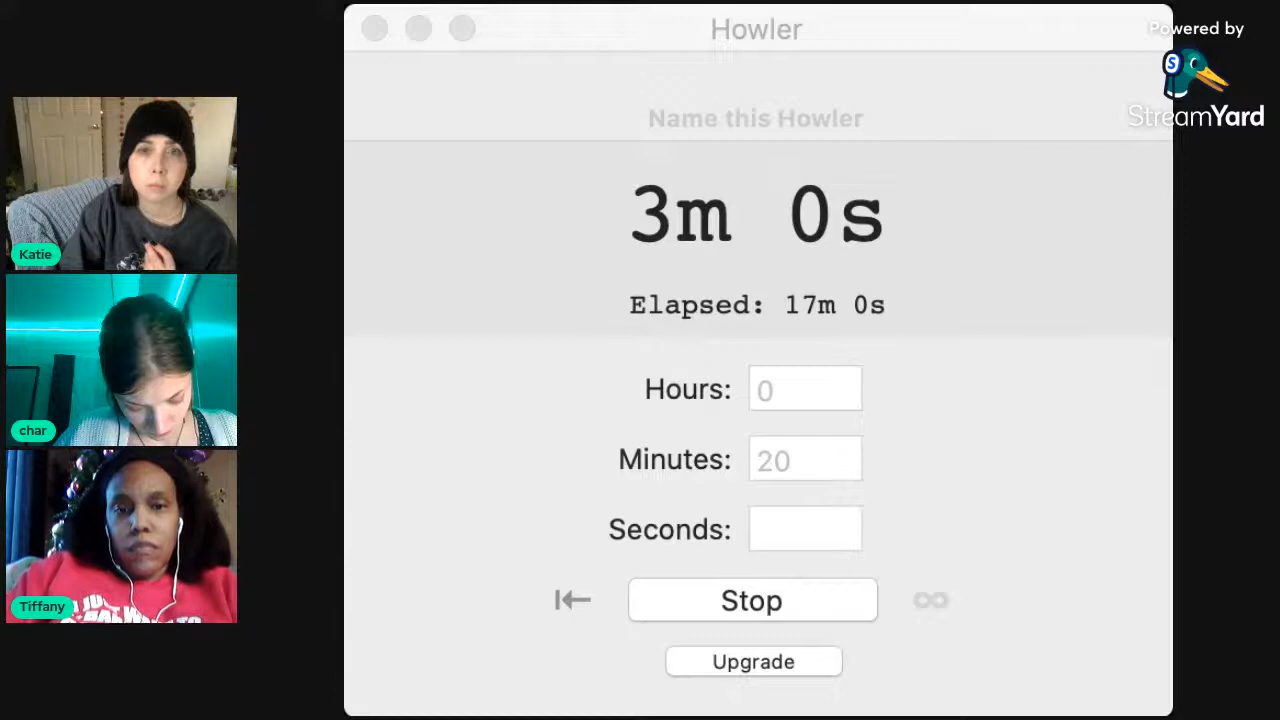 Howler
Powered by
StreamYard
Name this Howler
3m 0s
Elapsed: 17m 0s
Hours: 0
Minutes: 20
Seconds:
Stop
Upgrade
Katie
char
Tiffany